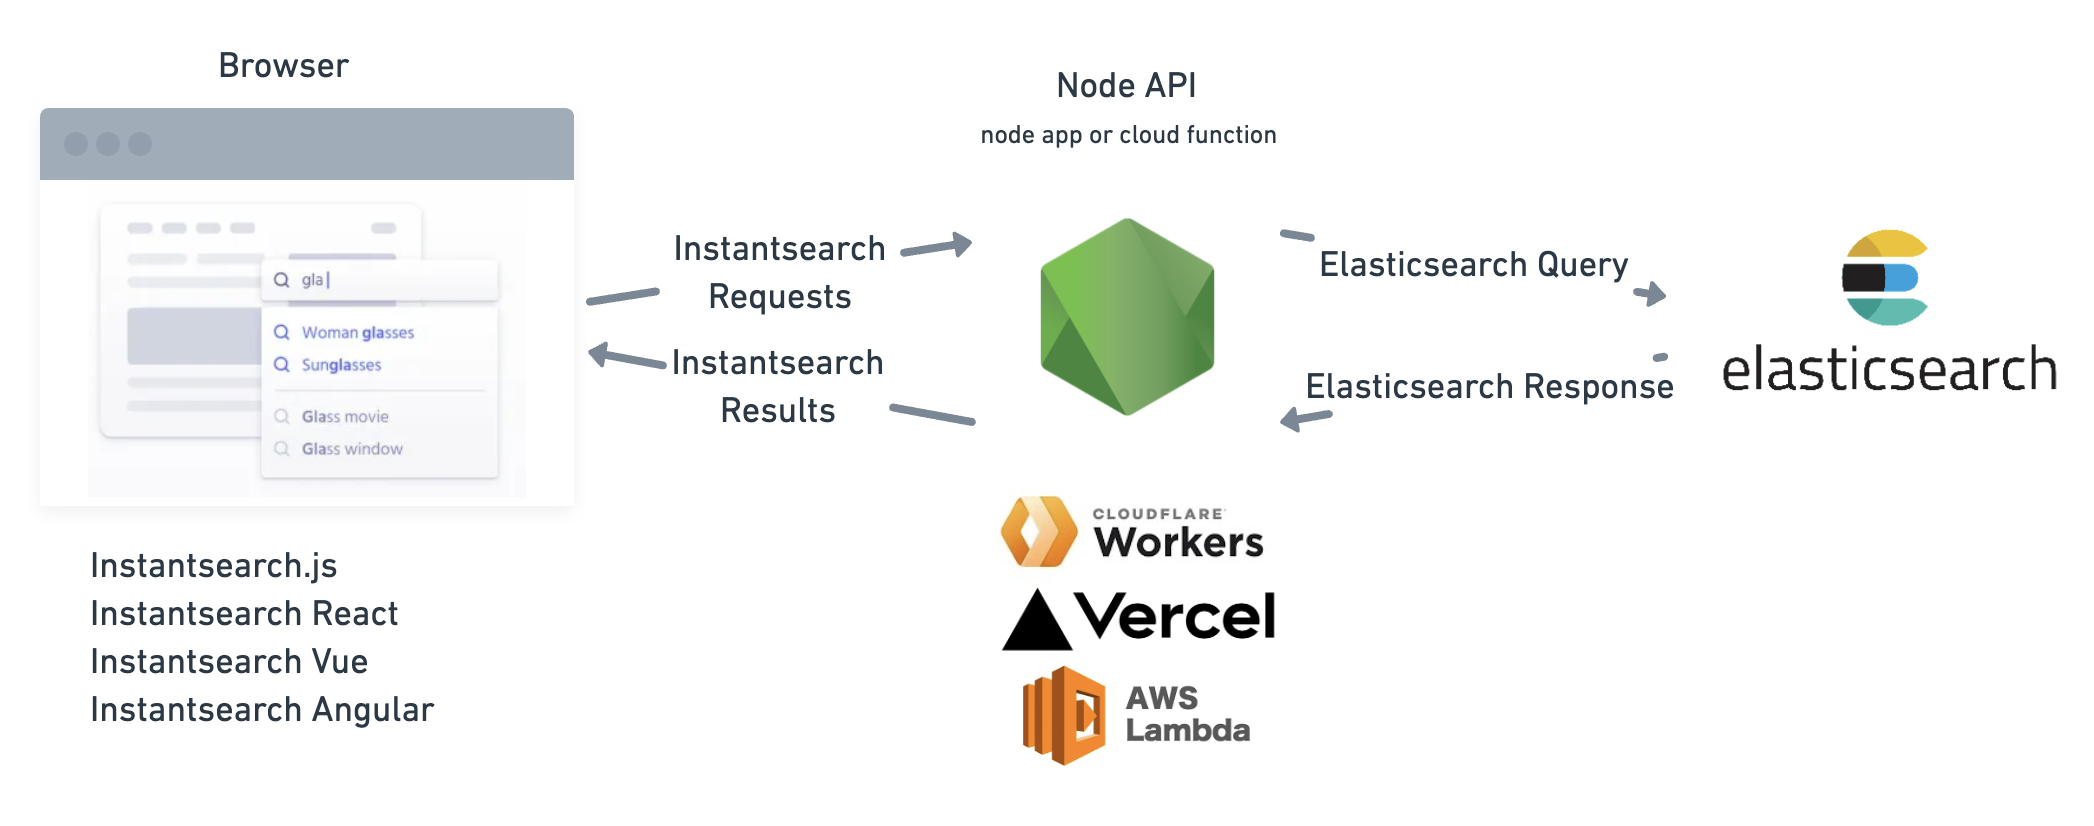 Browser
gla
Woman glasses
Sunglasses
Glass movie
Glass window
Instantsearch.js
Instantsearch React
Instantsearch Vue
Instantsearch Angular
Instantsearch
Requests
Instantsearch
Results
Node API
node app or cloud function
CLOUDFLARE
Workers
Vercel
AWS
Lambda
Elasticsearch Query
Elasticsearch Response
elasticsearch